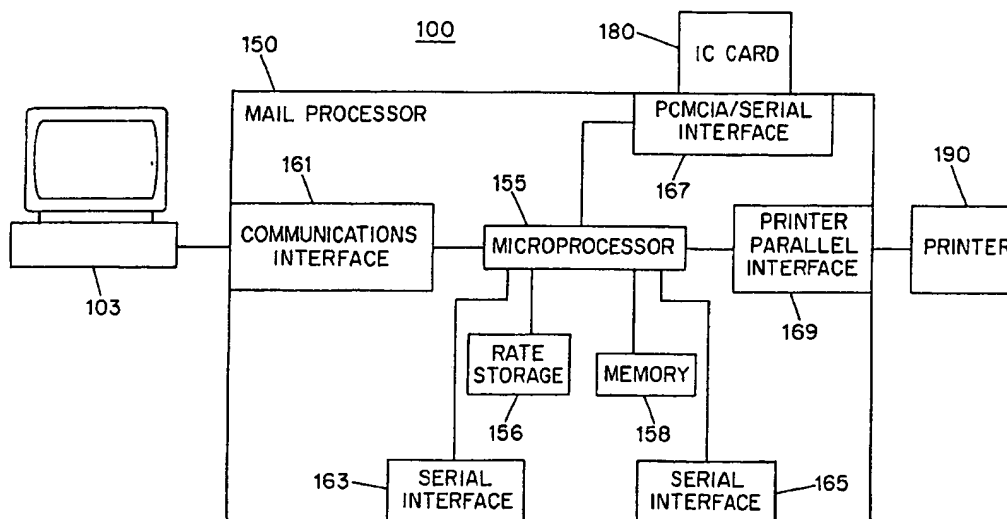 100
150
180
IC CARD
MAIL PROCESSOR
PCMCIA/SERIAL
INTERFACE
167
190
161
155
COMMUNICATIONS
INTERFACE
MICROPROCESSOR
PRINTER
PARALLEL
INTERFACE
PRINTER
103
169
RATE
STORAGE
MEMORY
156
158
163
SERIAL
INTERFACE
SERIAL
INTERFACE
165